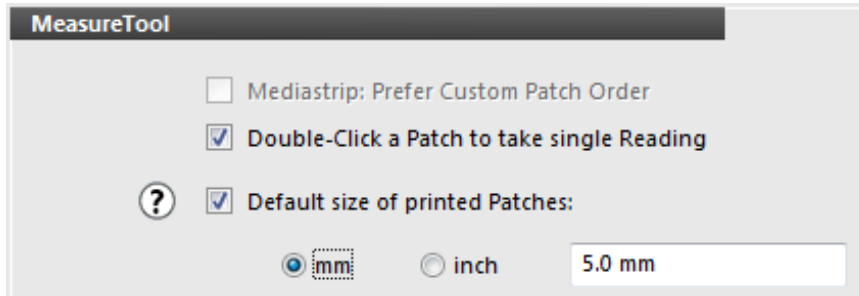 MeasureTool
Mediastrip: Prefer Custom Patch Order
Double-Click a Patch to take single Reading
? Default size of printed Patches:
mm inch 5.0 mm